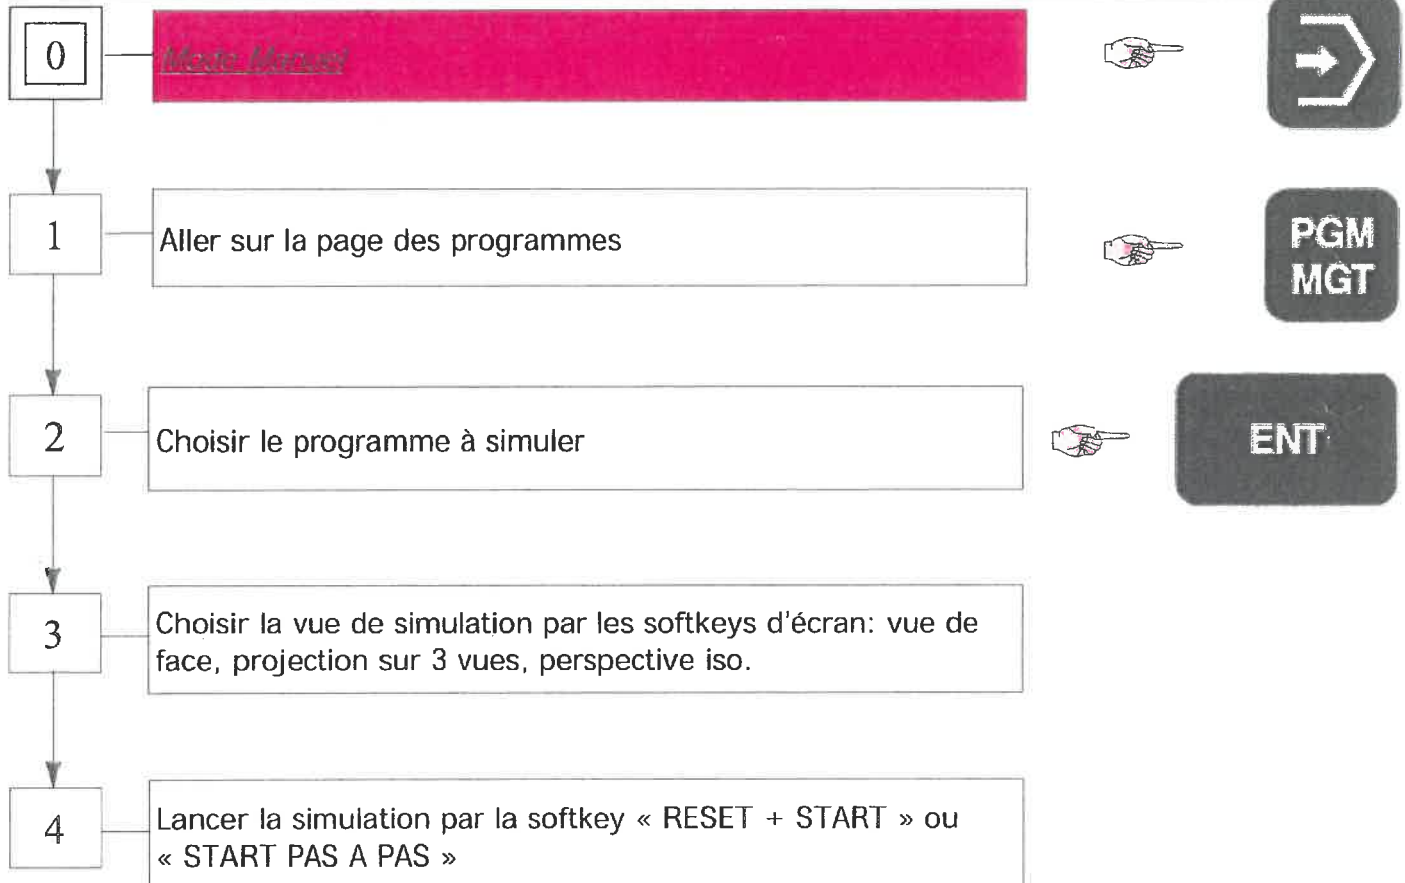 0
Mode Manuel
1
Aller sur la page des programmes
PGM
MGT
2
Choisir le programme à simuler
ENT
3
Choisir la vue de simulation par les softkeys d'écran: vue de
face, projection sur 3 vues, perspective iso.
4
Lancer la simulation par la softkey « RESET + START » ou
« START PAS A PAS »